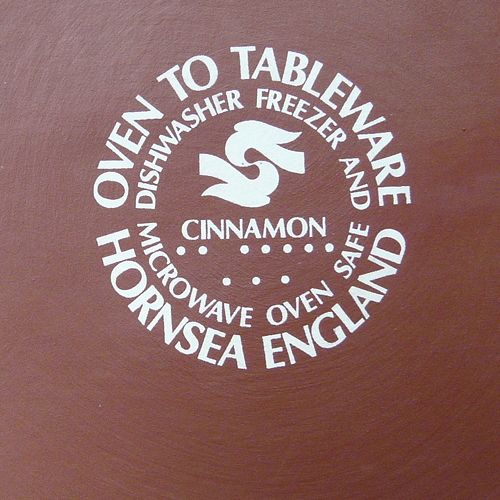 OVEN TO TABLEWARE
DISHWASHER FREEZER AND
CINNAMON
MICROWAVE OVEN SAFE
HORNSEA ENGLAND